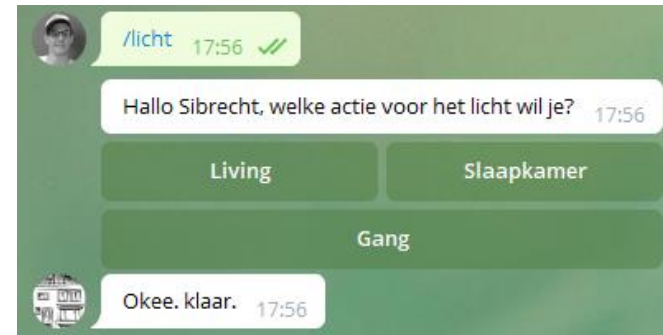 /licht 17:56
Hallo Sibrecht, welke actie voor het licht wil je? 17:56
Living Slaapkamer
Gang
Okee. klaar. 17:56